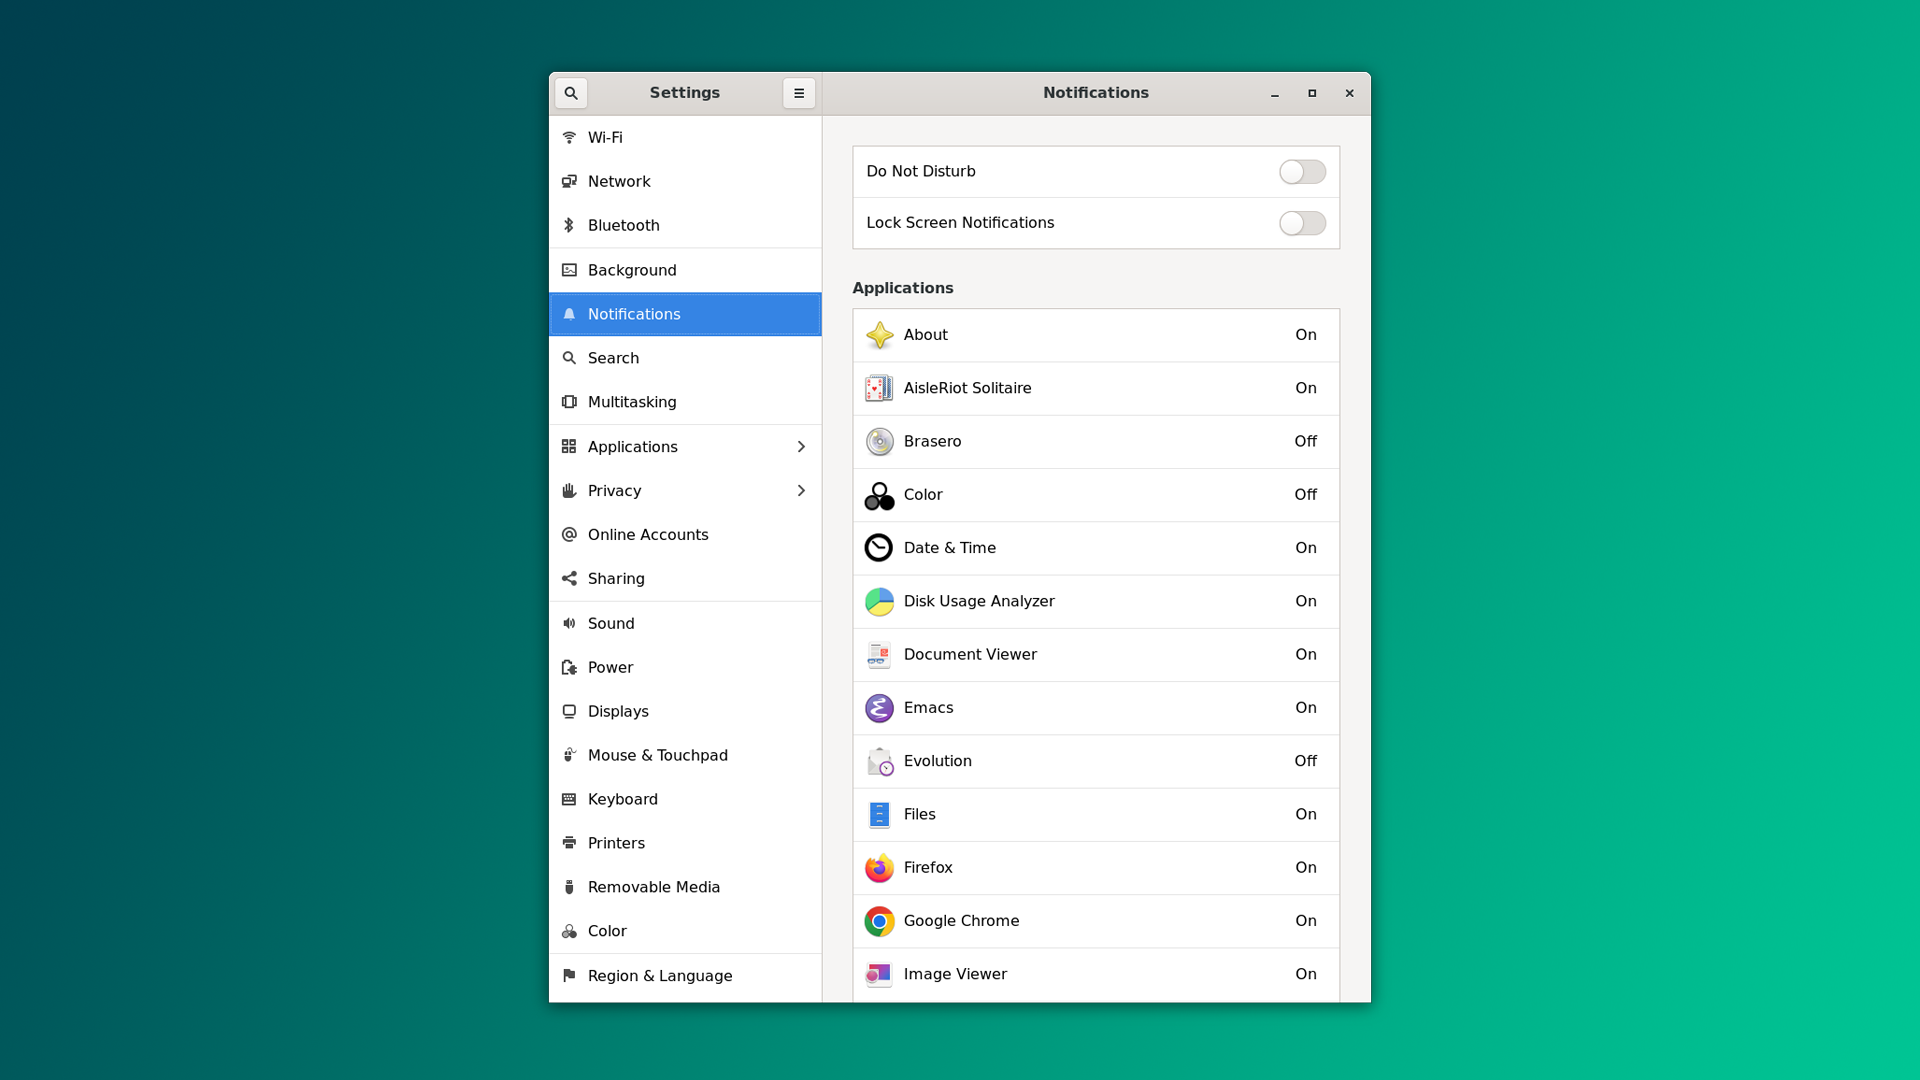 Settings
Notifications
Wi-Fi
Network
Bluetooth
Background
Notifications
Search
Multitasking
Applications
Privacy
Online Accounts
Sharing
Sound
Power
Displays
Mouse & Touchpad
Keyboard
Printers
Removable Media
Color
Region & Language
Do Not Disturb
Lock Screen Notifications
Applications
About On
AisleRiot Solitaire On
Brasero Off
Color Off
Date & Time On
Disk Usage Analyzer On
Document Viewer On
Emacs On
Evolution Off
Files On
Firefox On
Google Chrome On
Image Viewer On